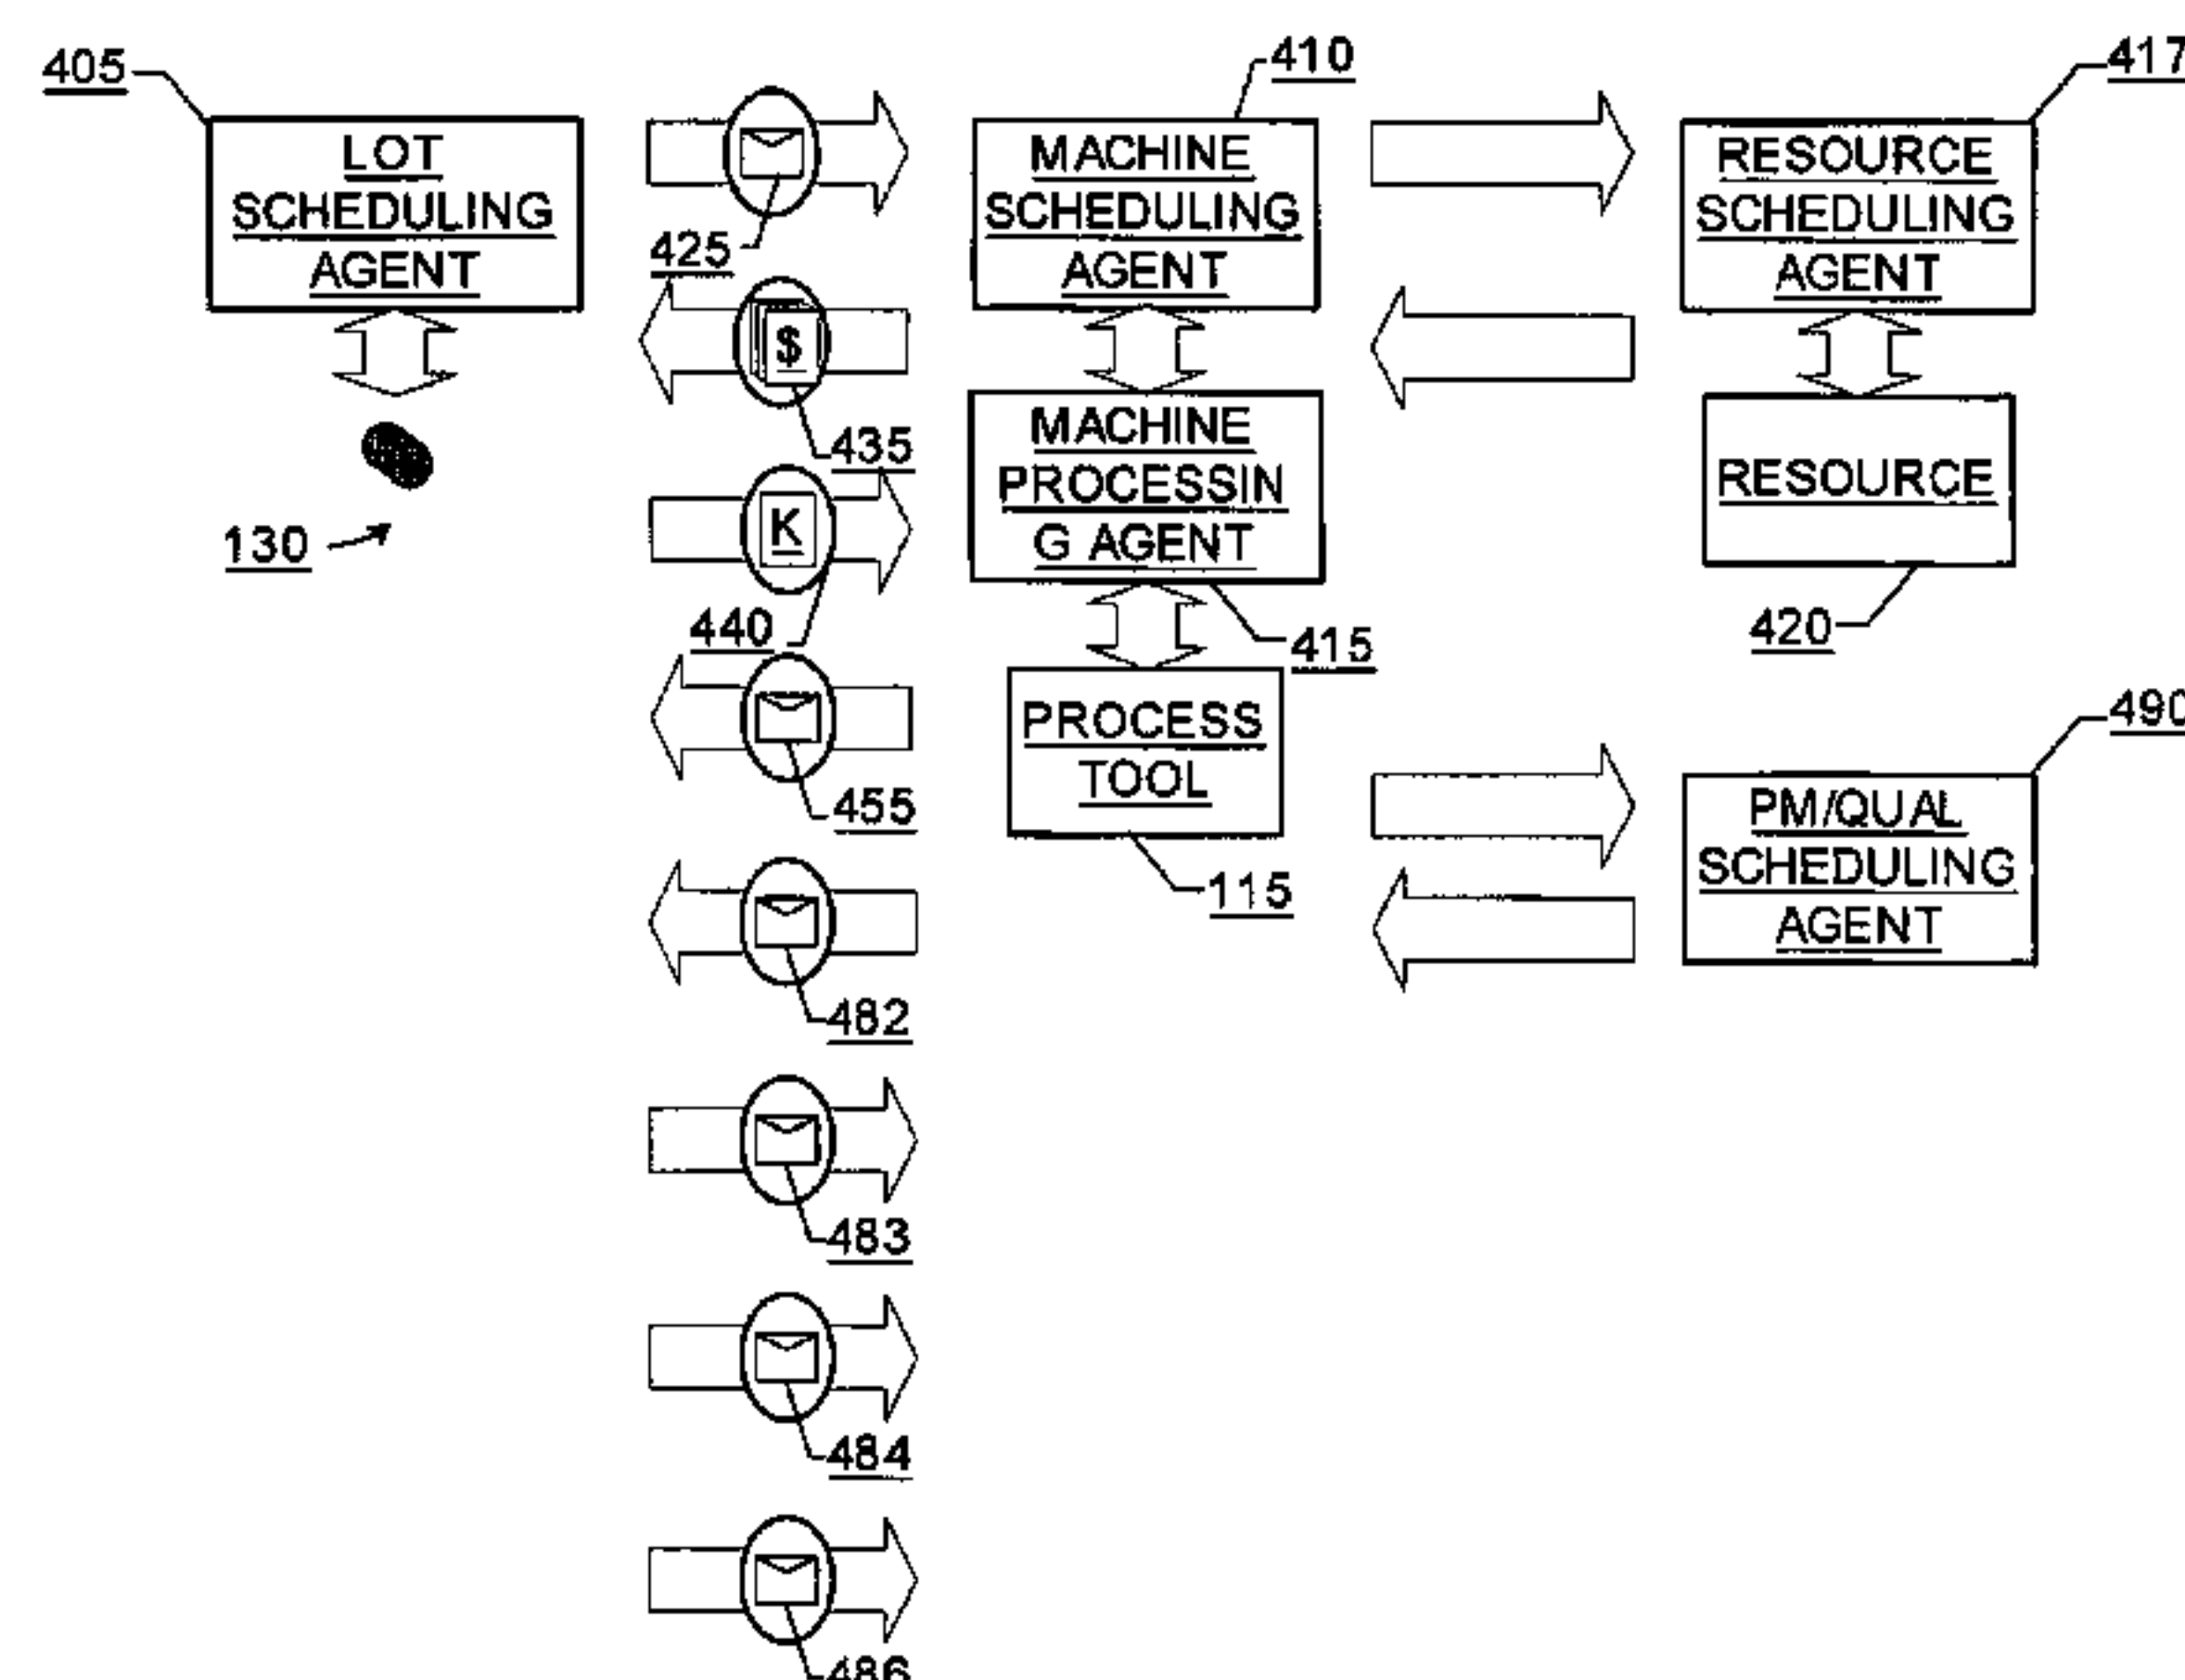 405
410
417
LOT
SCHEDULING
AGENT
MACHINE
SCHEDULING
AGENT
RESOURCE
SCHEDULING
AGENT
425
$
435
MACHINE
PROCESSIN
G AGENT
RESOURCE
130
K
440
415
420
PROCESS
TOOL
455
115
490
PM/QUAL
SCHEDULING
AGENT
482
483
484
486